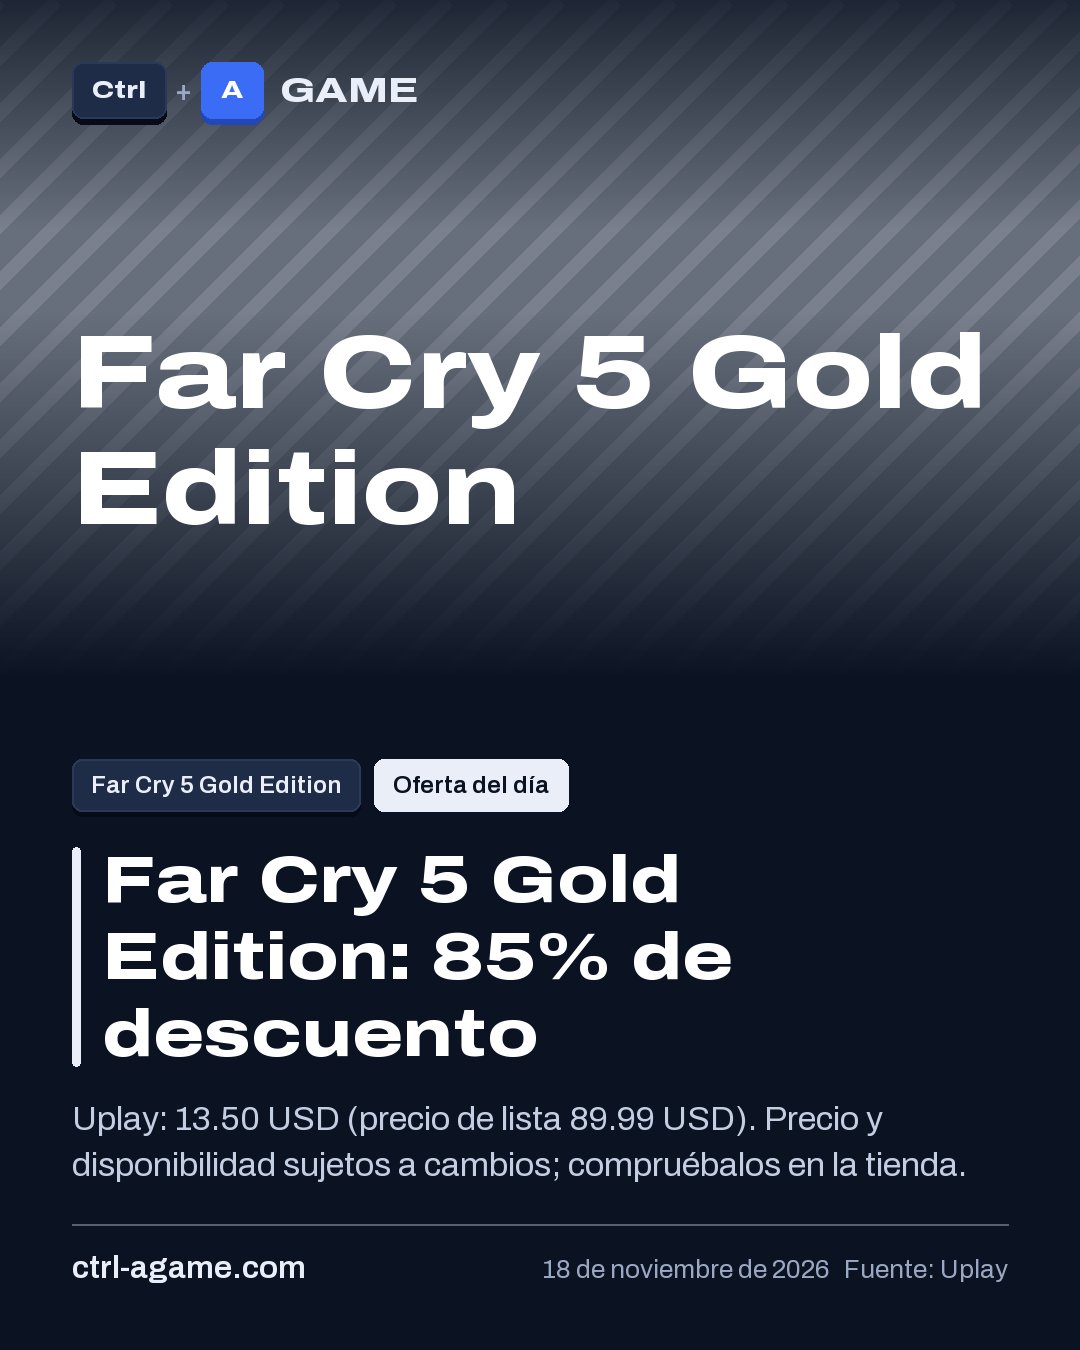 Ctrl + A GAME
Far Cry 5 Gold
Edition
Far Cry 5 Gold Edition Oferta del día
Far Cry 5 Gold
Edition: 85% de
descuento
Uplay: 13.50 USD (precio de lista 89.99 USD). Precio y
disponibilidad sujetos a cambios; compruébalos en la tienda.
ctrl-agame.com 18 de noviembre de 2026 Fuente: Uplay